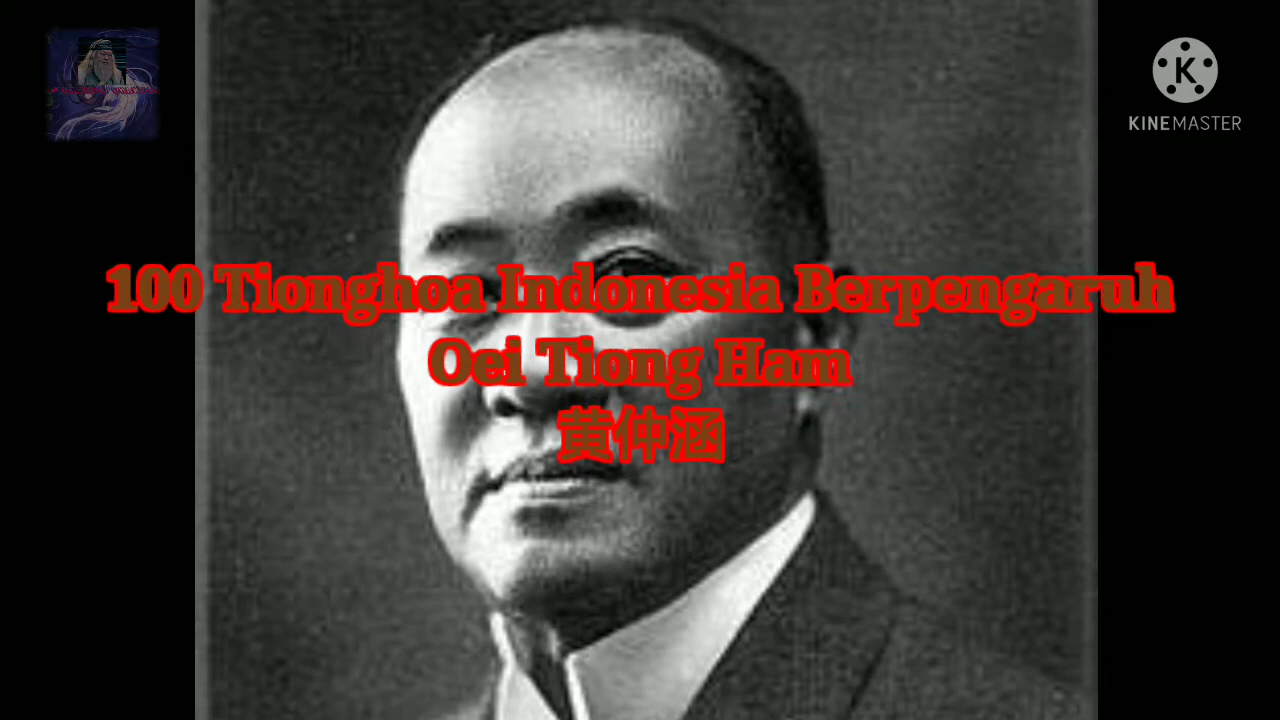 KINEMASTER
100 Tionghoa Indonesia Berpengaruh
Oei Tiong Ham
黄仲涵